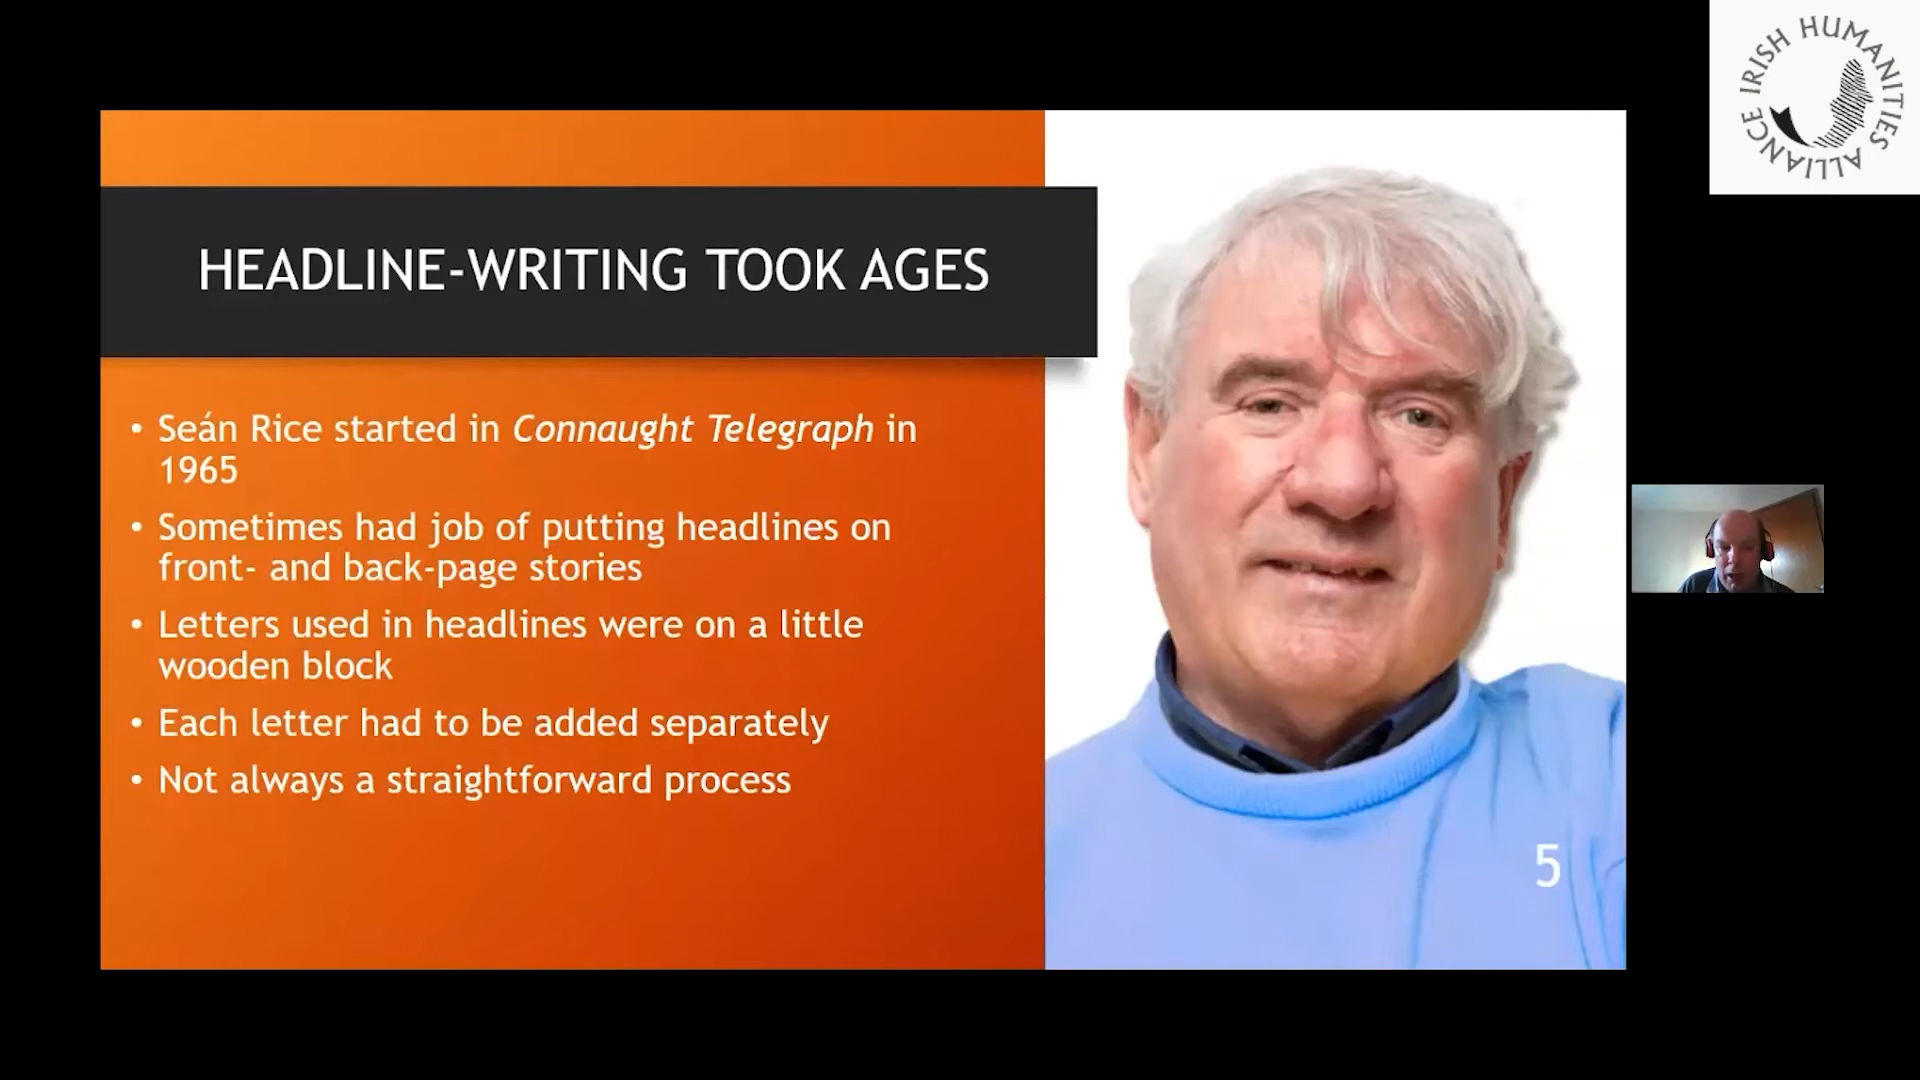 IRISH HUMANITIES ALLIANCE
HEADLINE-WRITING TOOK AGES
• Seán Rice started in Connaught Telegraph in
1965
• Sometimes had job of putting headlines on
front- and back-page stories
• Letters used in headlines were on a little
wooden block
• Each letter had to be added separately
• Not always a straightforward process
5